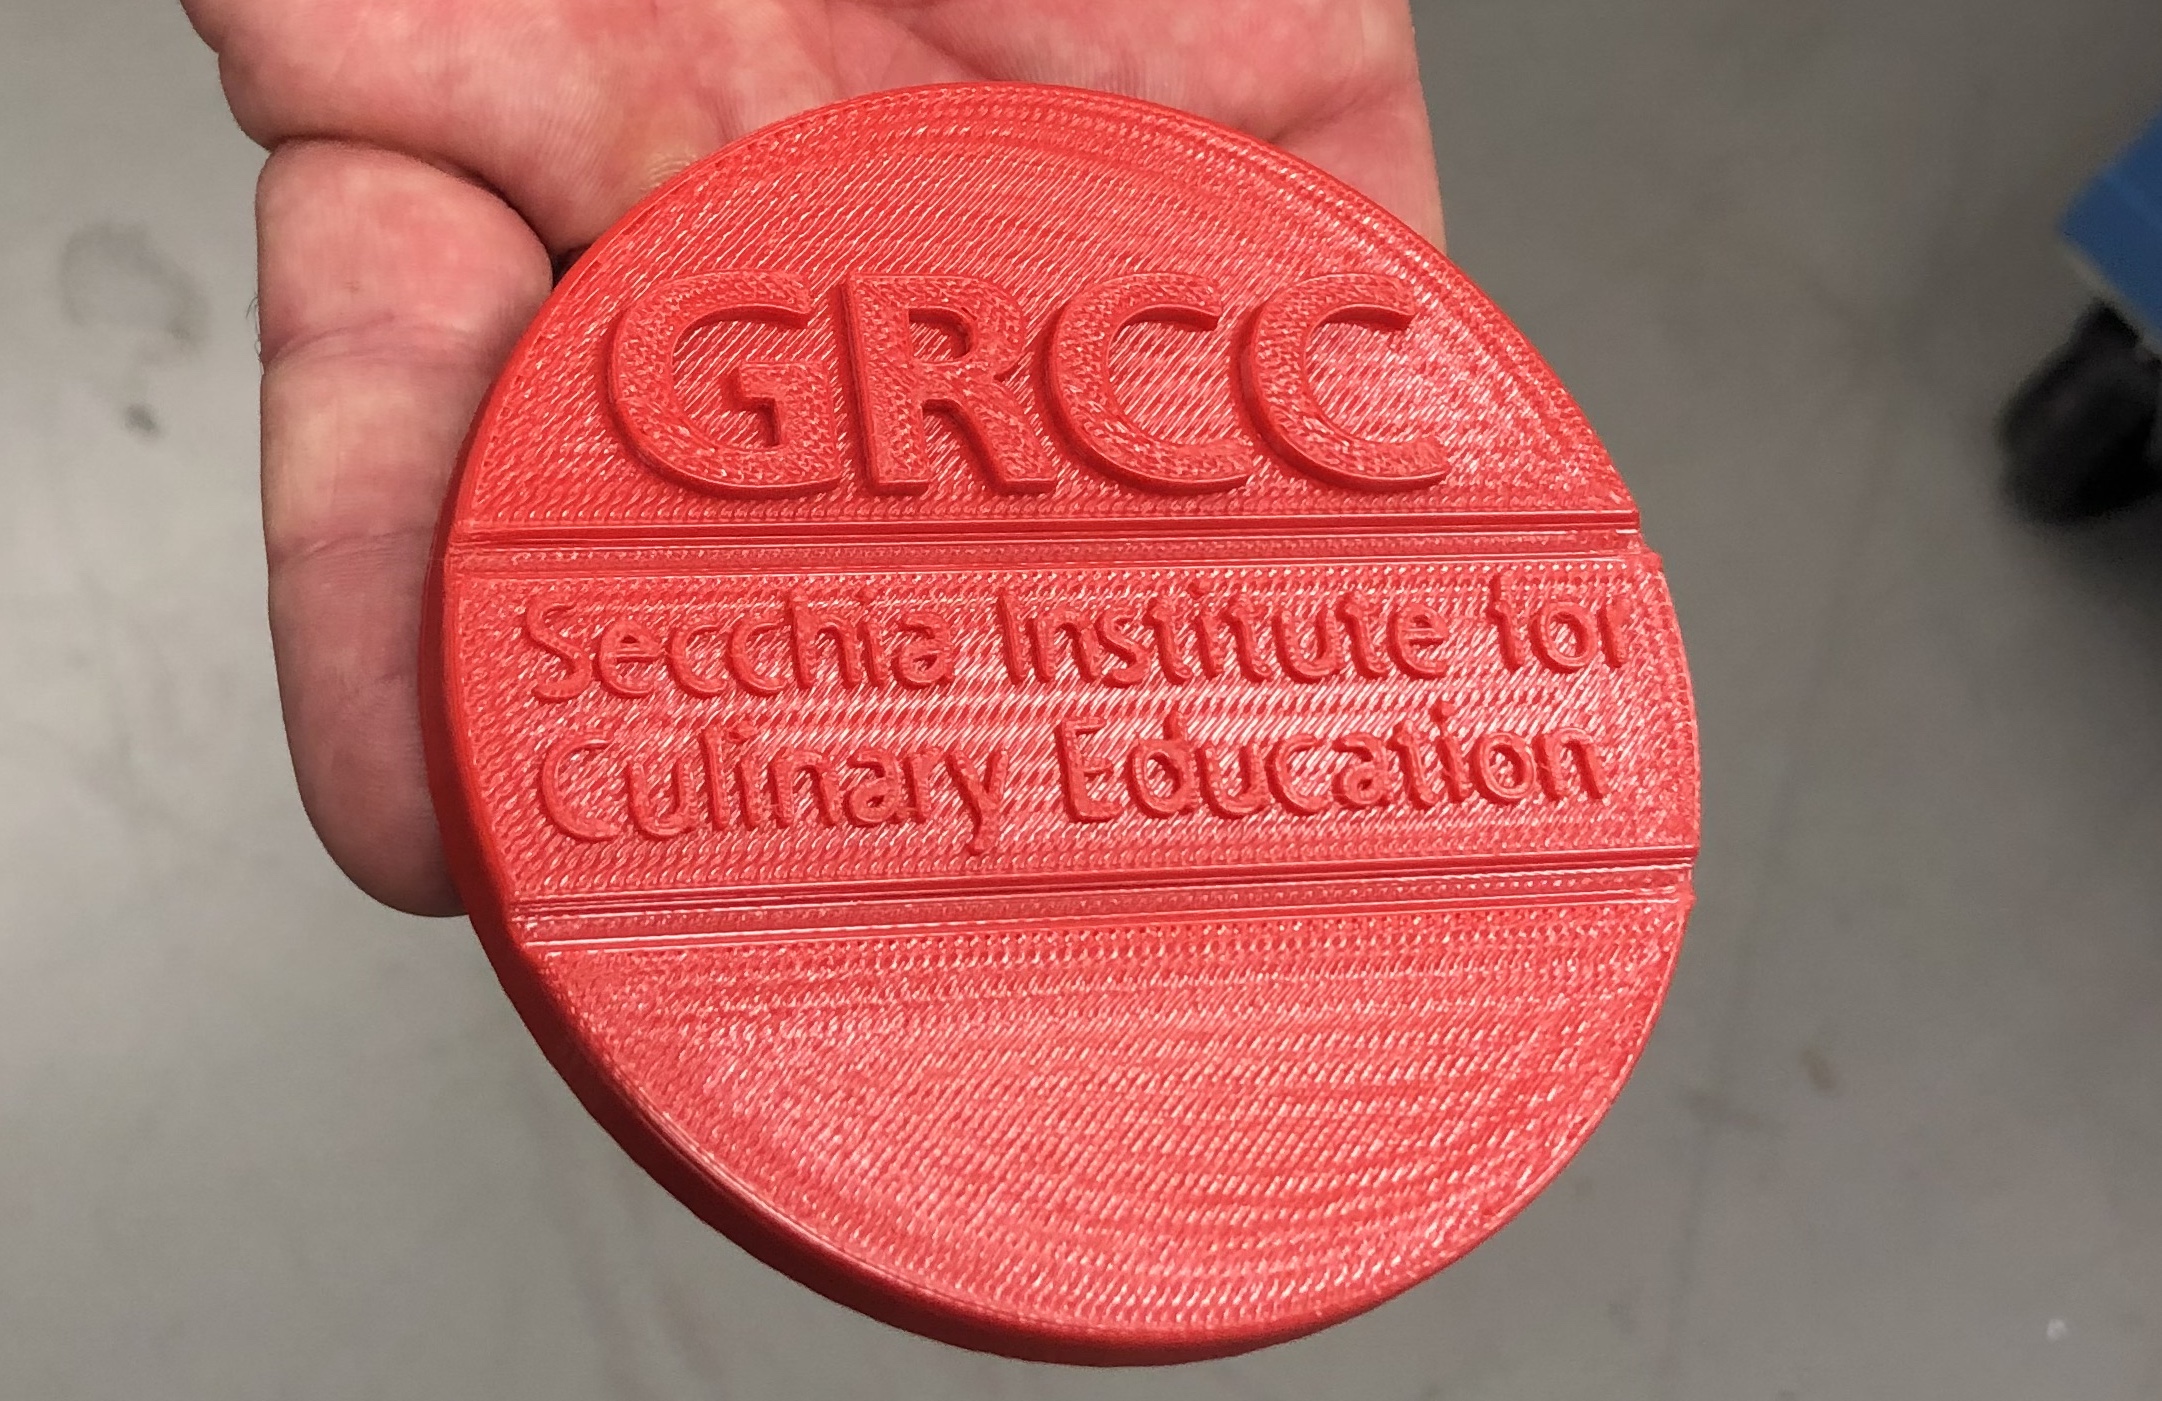 GRCC
Secchia Institute for
Culinary Education